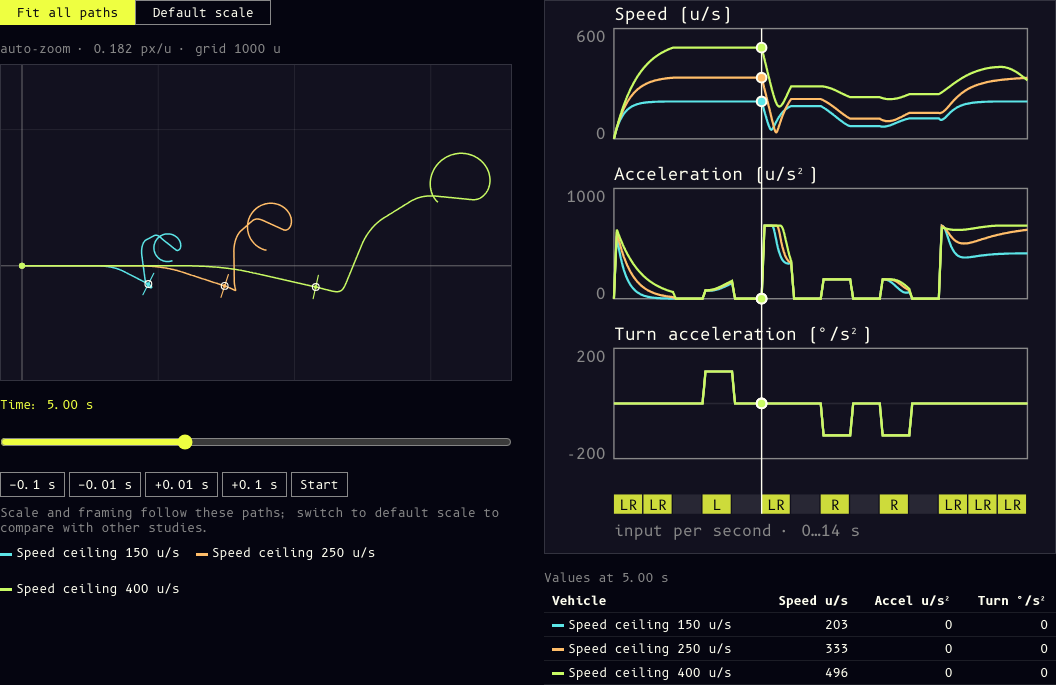 Fit all paths
Default scale
auto-zoom · 0.182 px/u · grid 1000 u
Time: 5.00 s
−0.1 s
−0.01 s
+0.01 s
+0.1 s
Start
Scale and framing follow these paths; switch to default scale to
compare with other studies.
Speed ceiling 150 u/s
Speed ceiling 250 u/s
Speed ceiling 400 u/s
Speed (u/s)
600
0
Acceleration (u/s²)
1000
0
Turn acceleration (°/s²)
200
-200
LR LR L LR R R LR LR LR
input per second · 0…14 s
Values at 5.00 s
Vehicle Speed u/s Accel u/s² Turn °/s²
Speed ceiling 150 u/s 203 0 0
Speed ceiling 250 u/s 333 0 0
Speed ceiling 400 u/s 496 0 0